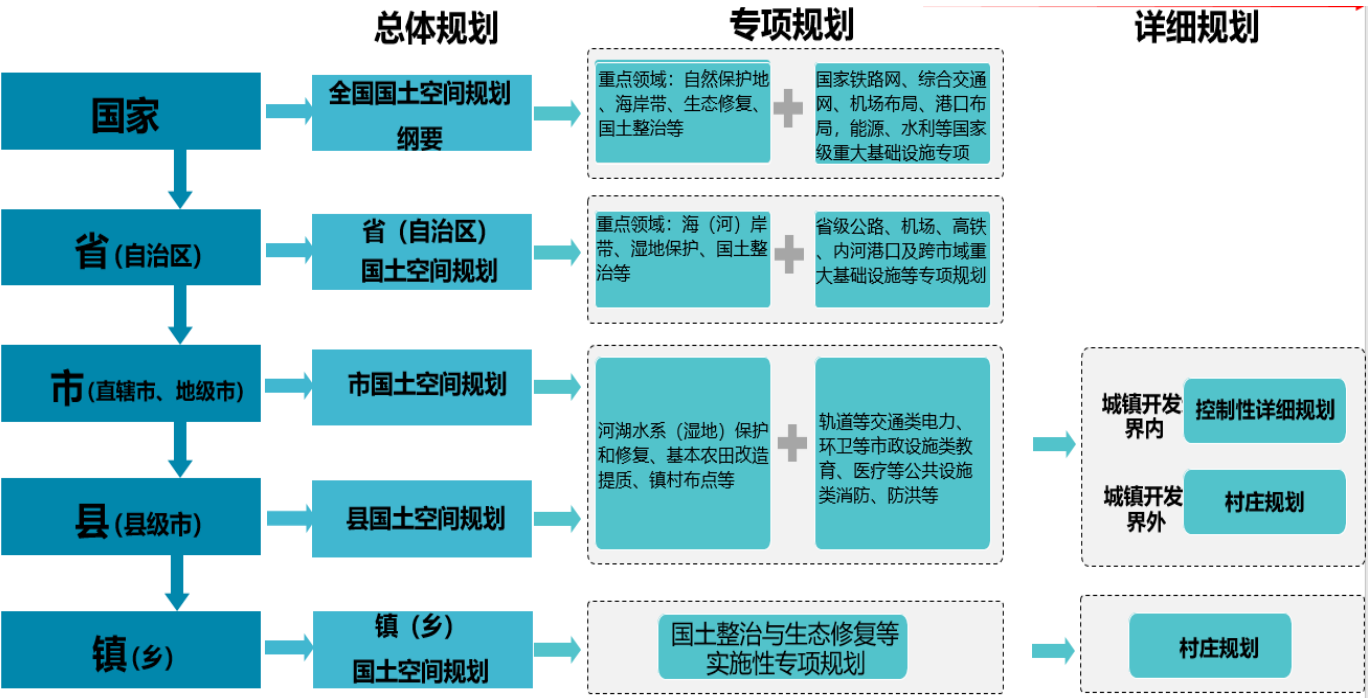 总体规划
专项规划
详细规划
国家
全国国土空间规划
纲要
重点领域：自然保护地
、海岸带、生态修复、
国土整治等
国家铁路网、综合交通
网、机场布局、港口布
局，能源、水利等国家
级重大基础设施专项
省(自治区)
省（自治区）
国土空间规划
重点领域：海（河）岸
带、湿地保护、国土整
治等
省级公路、机场、高铁
、内河港口及跨市域重
大基础设施等专项规划
市(直辖市、地级市)
市国土空间规划
河湖水系（湿地）保护
和修复、基本农田改造
提质、镇村布点等
轨道等交通类电力、
环卫等市政设施类教
育、医疗等公共设施
类消防、防洪等
城镇开发
界内
控制性详细规划
县(县级市)
县国土空间规划
城镇开发
界外
村庄规划
镇(乡)
镇（乡）
国土空间规划
国土整治与生态修复等
实施性专项规划
村庄规划